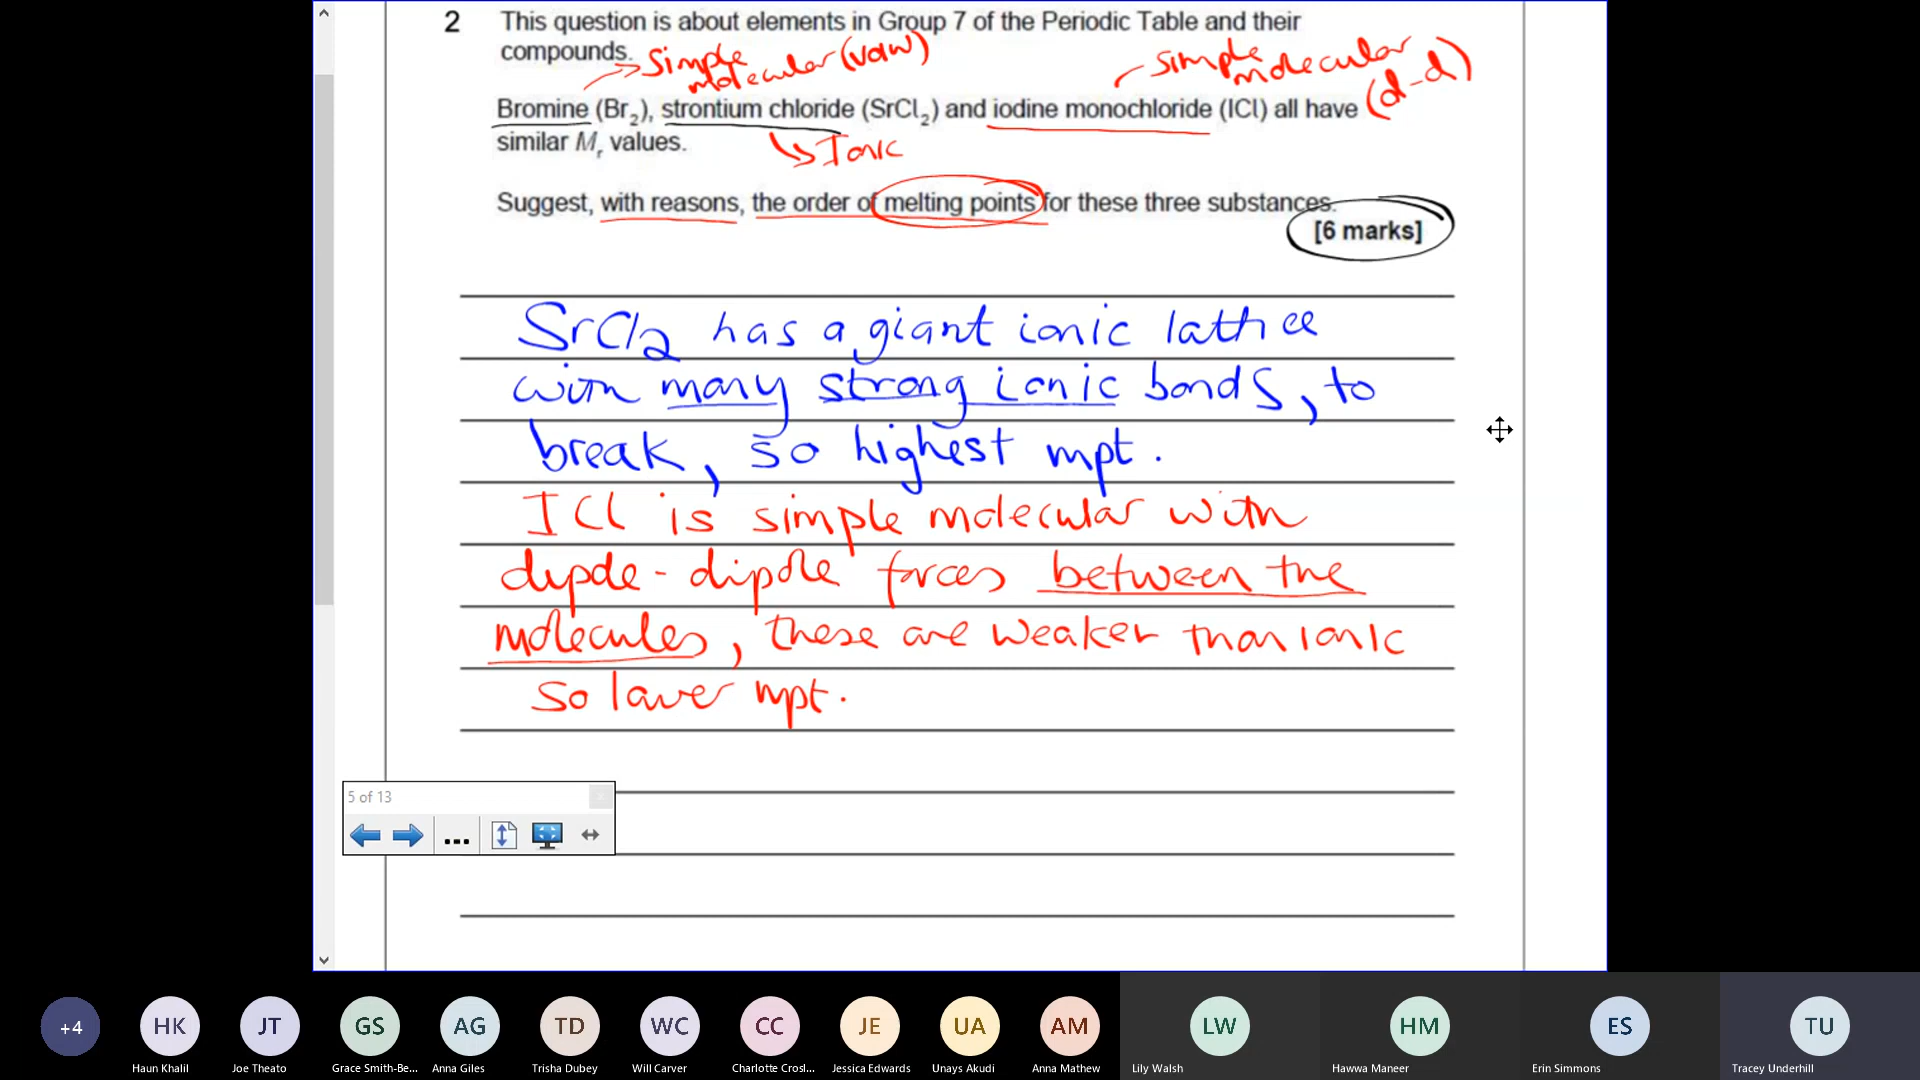 2 This question is about elements in Group 7 of the Periodic Table and their
compounds.
simple
molecular (vdw)
simple
molecular
(d-d)
Bromine (Br₂), strontium chloride (SrCl₂) and iodine monochloride (ICl) all have
similar Mᵣ values.
Ionic
Suggest, with reasons, the order of melting points for these three substances.
[6 marks]
SrCl2 has a giant ionic lattice
with many strong ionic bonds, to
break, so highest mpt.
ICl is simple molecular with
dipole-dipole forces between the
molecules, these are weaker than ionic
so lower mpt.
5 of 13
...
+4 HK JT GS AG TD WC CC JE UA AM LW HM ES TU
Haun Khalil Joe Theato Grace Smith-Be... Anna Giles Trisha Dubey Will Carver Charlotte Crosl... Jessica Edwards Unays Akudi Anna Mathew Lily Walsh Hawwa Maneer Erin Simmons Tracey Underhill